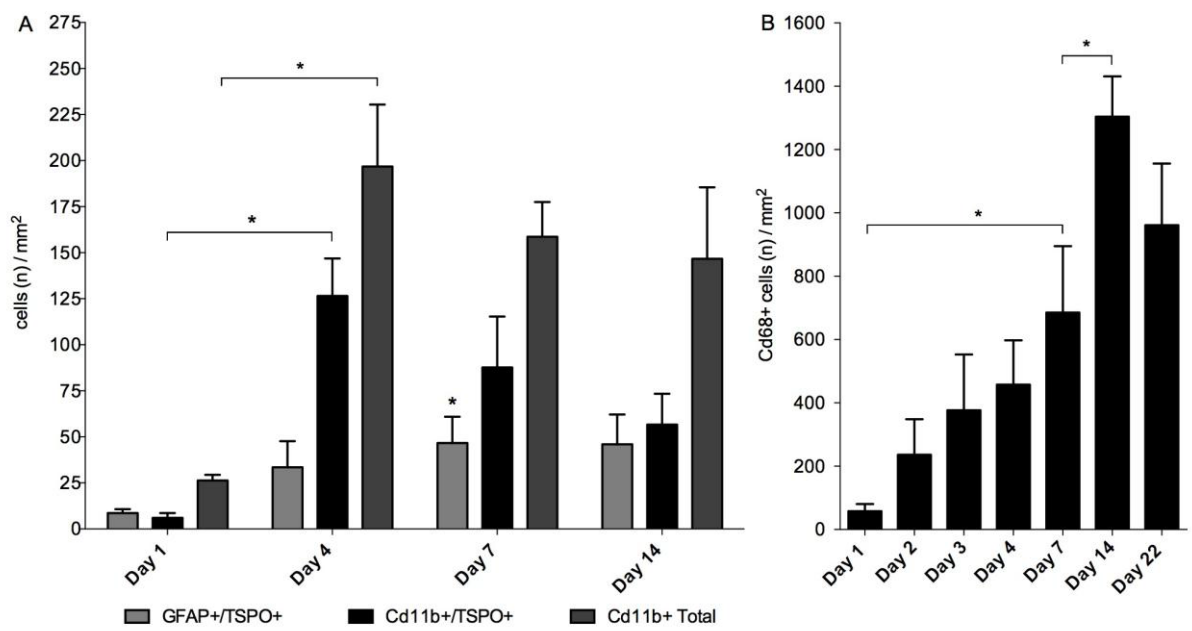 A
275
250
225
200
175
150
125
100
75
50
25
0
cells (n) / mm²
*
*
*
Day 1
Day 4
Day 7
Day 14
GFAP+/TSPO+ Cd11b+/TSPO+ Cd11b+ Total
B
1600
1400
1200
1000
800
600
400
200
0
Cd68+ cells (n) / mm²
*
*
Day 1
Day 2
Day 3
Day 4
Day 7
Day 14
Day 22